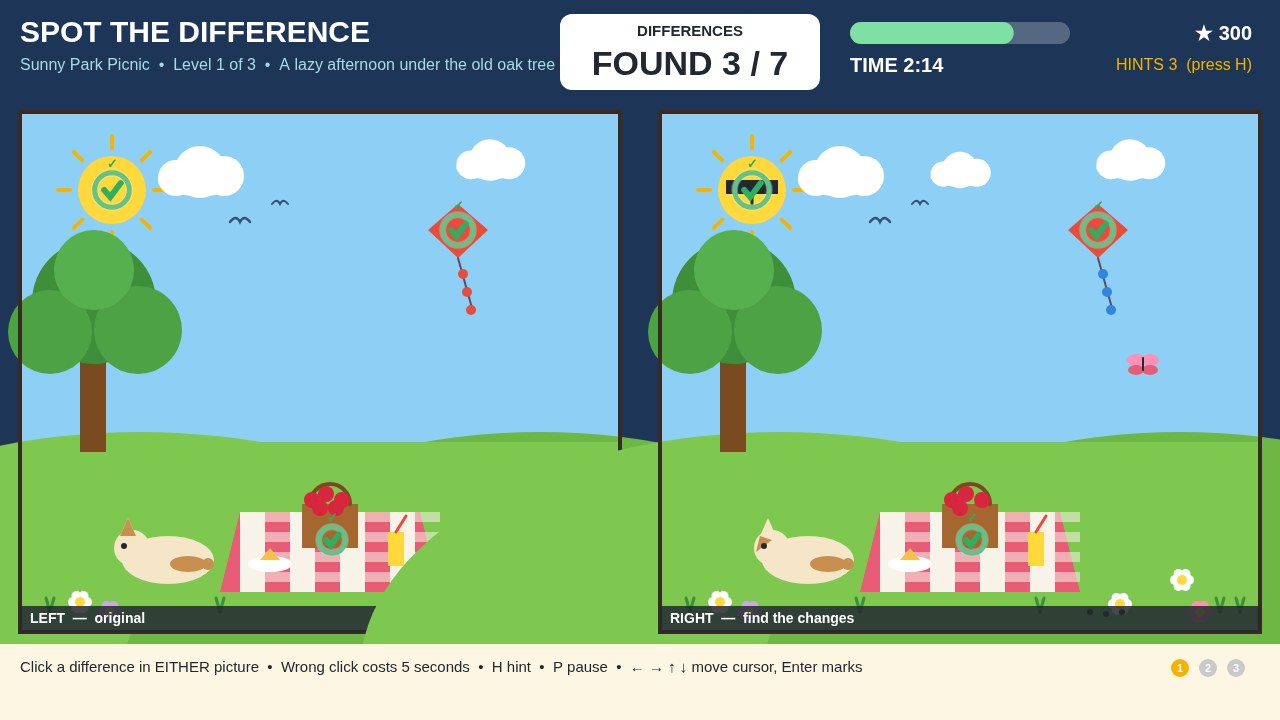 SPOT THE DIFFERENCE
Sunny Park Picnic • Level 1 of 3 • A lazy afternoon under the old oak tree
DIFFERENCES
FOUND 3 / 7
TIME 2:14
★ 300
HINTS 3 (press H)
LEFT — original
RIGHT — find the changes
Click a difference in EITHER picture • Wrong click costs 5 seconds • H hint • P pause • ← → ↑ ↓ move cursor, Enter marks
1 2 3